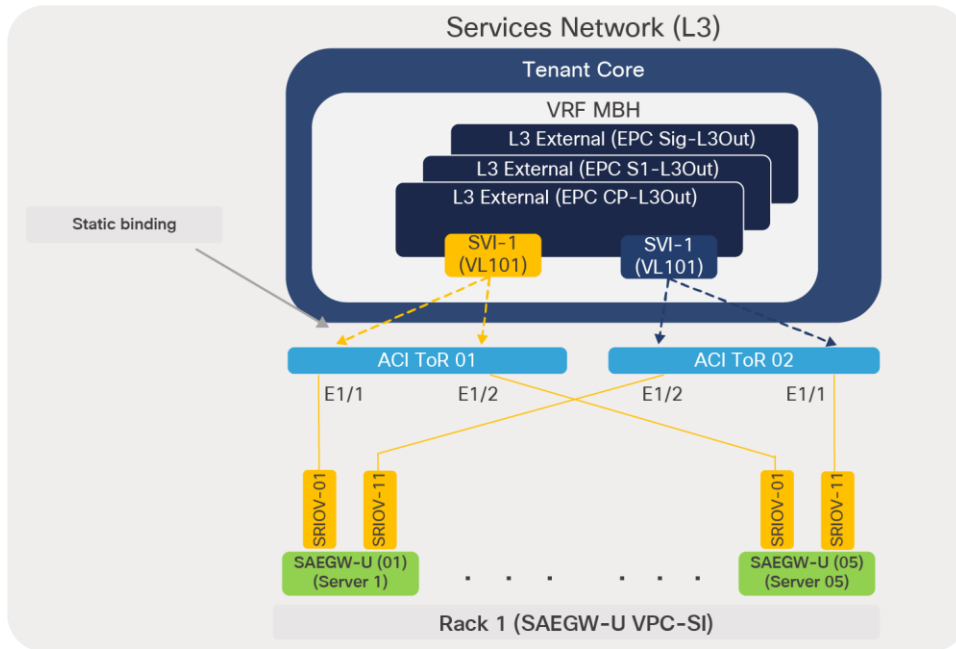 Services Network (L3)
Tenant Core
VRF MBH
L3 External (EPC Sig-L3Out)
L3 External (EPC S1-L3Out)
L3 External (EPC CP-L3Out)
Static binding
SVI-1
(VL101)
SVI-1
(VL101)
ACI ToR 01
ACI ToR 02
E1/1
E1/2
E1/2
E1/1
SRIOV-01
SRIOV-11
SRIOV-01
SRIOV-11
SAEGW-U (01)
(Server 1)
. . . . . .
SAEGW-U (05)
(Server 05)
Rack 1 (SAEGW-U VPC-SI)